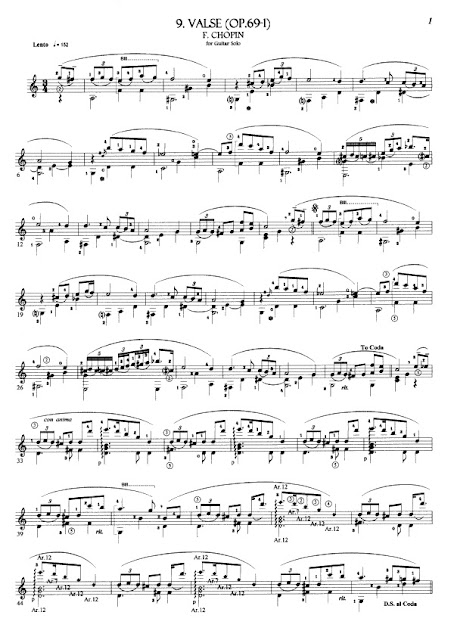 9. VALSE (OP.69-1)
1
F. CHOPIN
for Guitar Solo
Lento ♩=152
BII
6
12
BII
19
To Coda
26
con anima
33
Ar.12
BII
Ar.12
Ar.7
39
rit.
Ar.12
Ar.12
Ar.12
Ar.7
Ar.12
44
Ar.12
rit.
D.S. al Coda